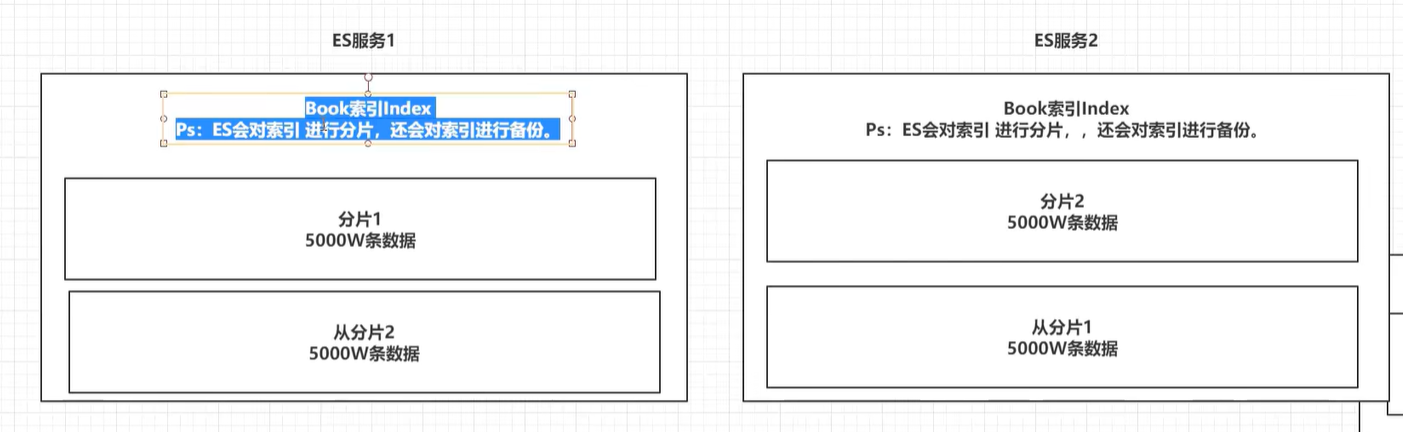 ES服务1
Book索引Index
Ps：ES会对索引 进行分片，还会对索引进行备份。
分片1
5000W条数据
从分片2
5000W条数据
ES服务2
Book索引Index
Ps：ES会对索引 进行分片，，还会对索引进行备份。
分片2
5000W条数据
从分片1
5000W条数据